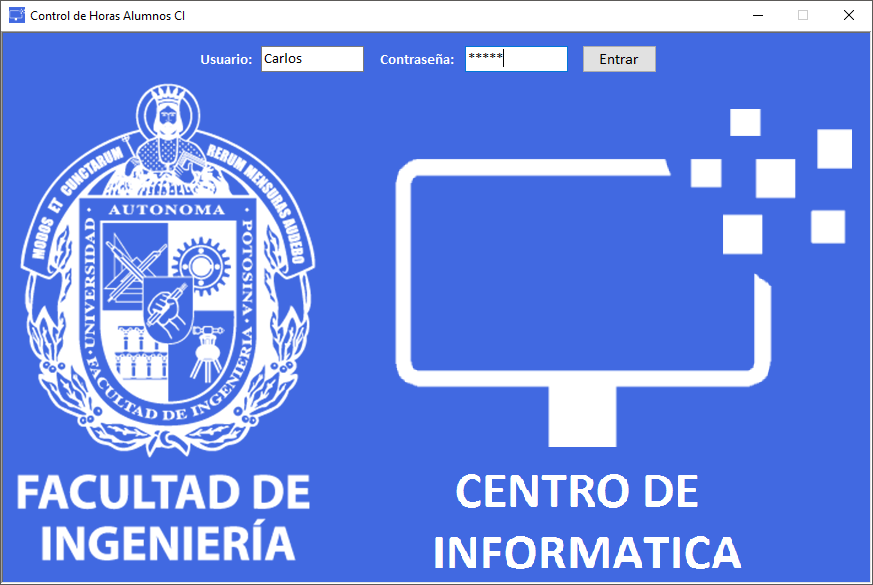 Control de Horas Alumnos CI
Usuario: Carlos Contraseña: ***** Entrar
MODOS ET CUNCTARUM RERUM MENSURAS AUDEBO
· AUTONOMA ·
· UNIVERSIDAD
POTOSINA ·
· FACULTAD DE INGENIERIA ·
FACULTAD DE
INGENIERÍA
CENTRO DE
INFORMATICA